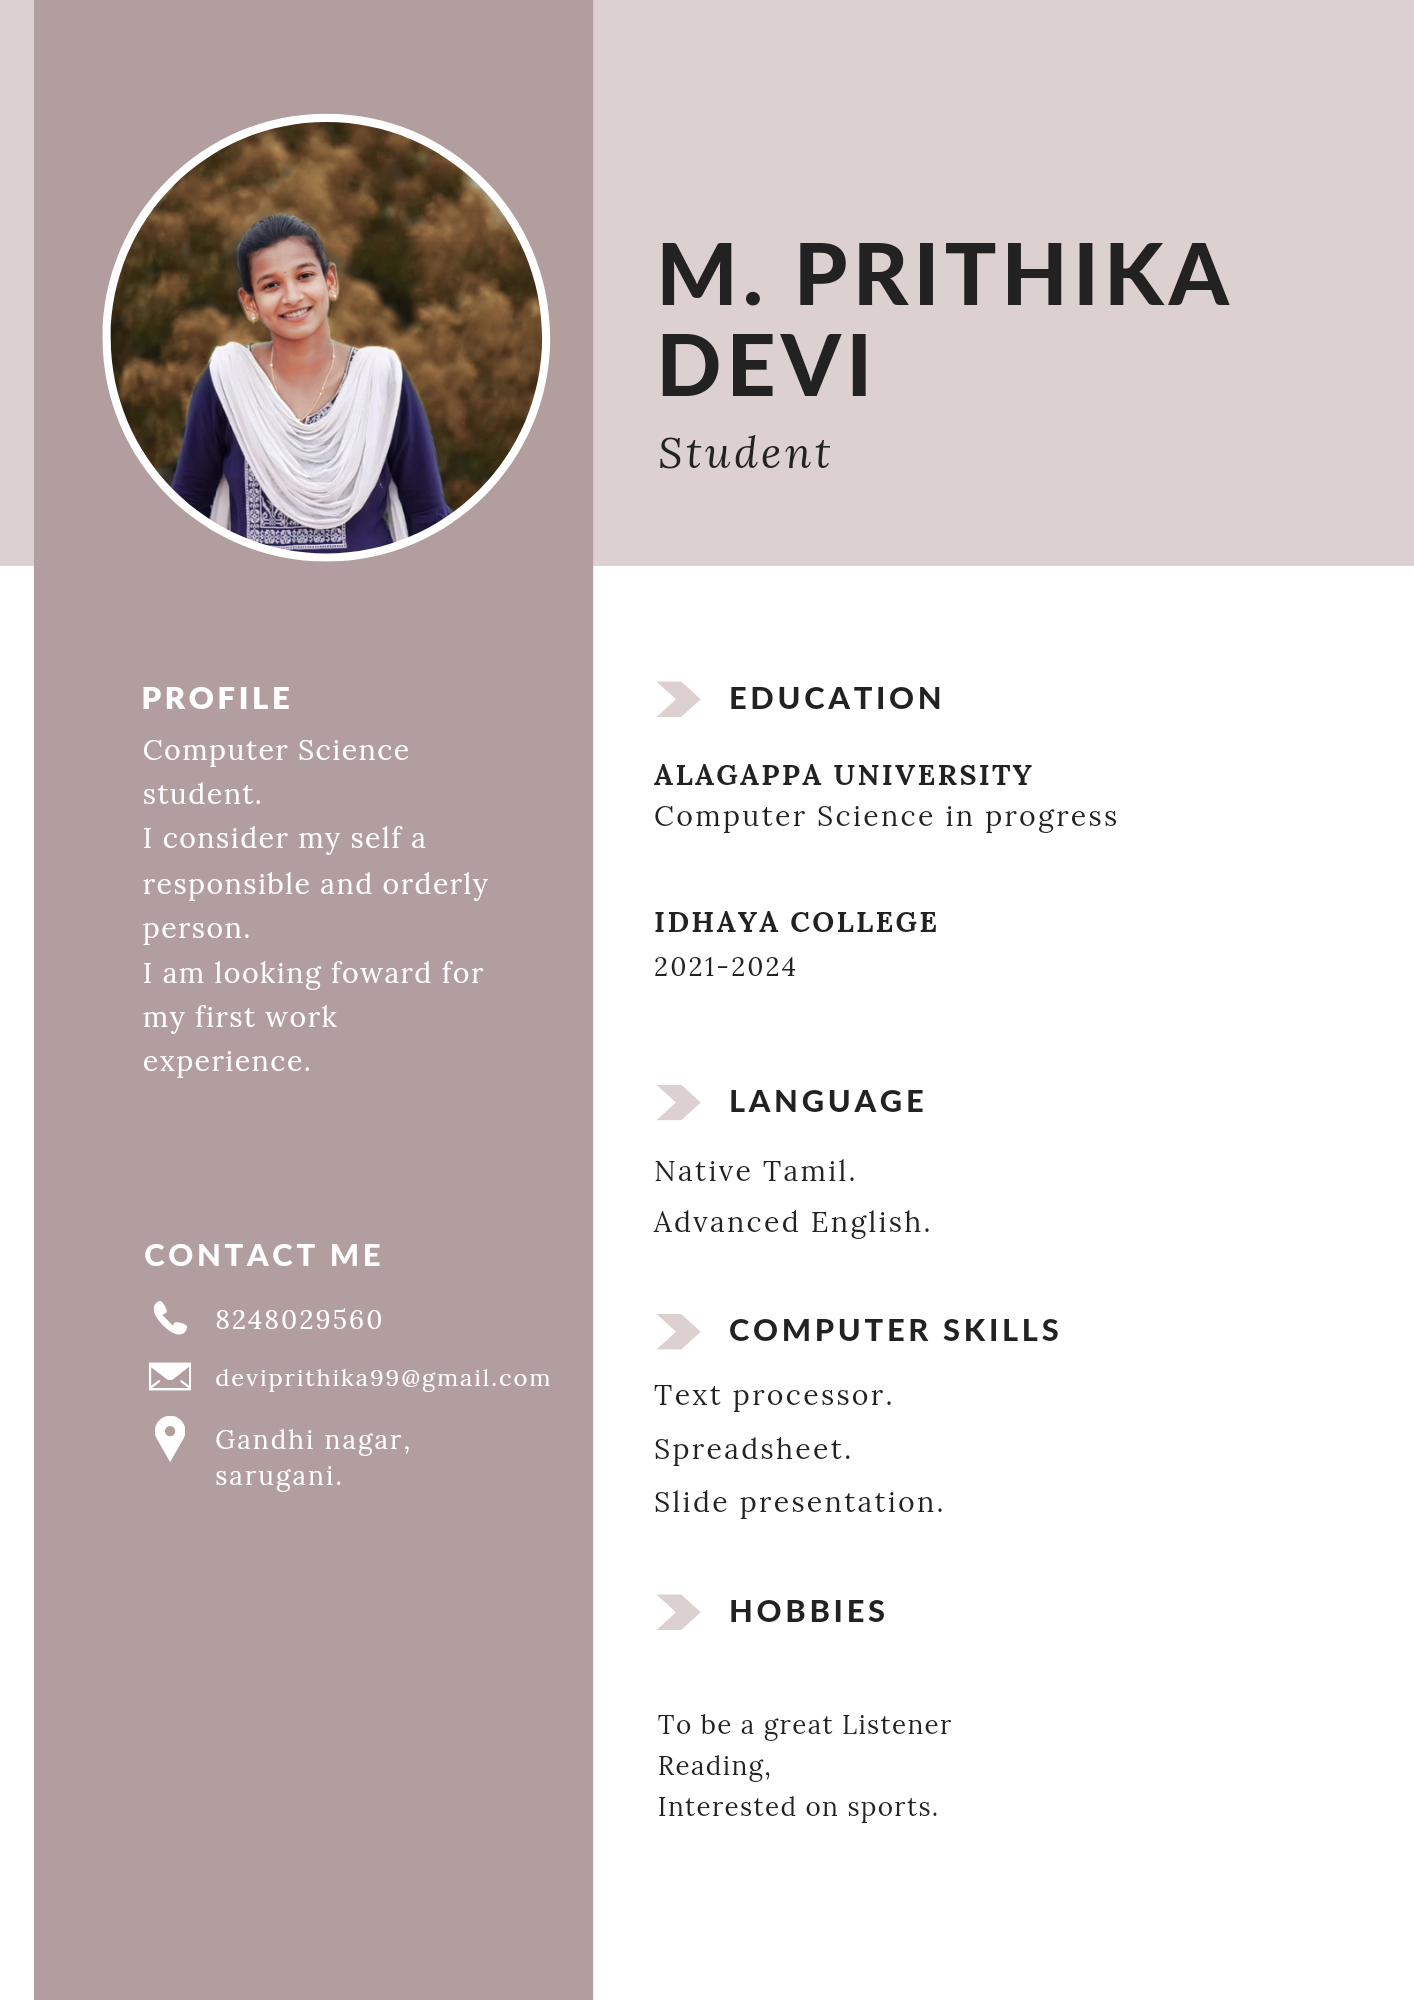 M. PRITHIKA
DEVI
Student
PROFILE
Computer Science
student.
I consider my self a
responsible and orderly
person.
I am looking foward for
my first work
experience.
CONTACT ME
8248029560
deviprithika99@gmail.com
Gandhi nagar,
sarugani.
EDUCATION
ALAGAPPA UNIVERSITY
Computer Science in progress
IDHAYA COLLEGE
2021-2024
LANGUAGE
Native Tamil.
Advanced English.
COMPUTER SKILLS
Text processor.
Spreadsheet.
Slide presentation.
HOBBIES
To be a great Listener
Reading,
Interested on sports.